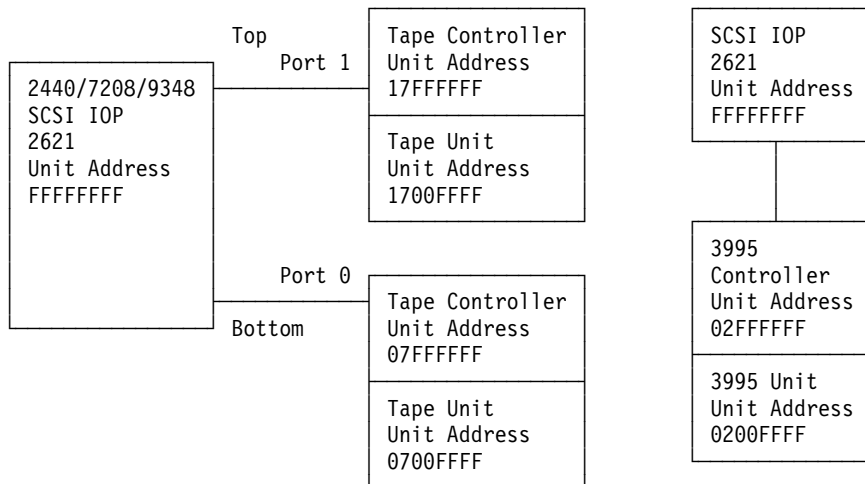 2440/7208/9348
SCSI IOP
2621
Unit Address
FFFFFFFF
Top
Port 1
Tape Controller
Unit Address
17FFFFFF
Tape Unit
Unit Address
1700FFFF
Port 0
Bottom
Tape Controller
Unit Address
07FFFFFF
Tape Unit
Unit Address
0700FFFF
SCSI IOP
2621
Unit Address
FFFFFFFF
3995
Controller
Unit Address
02FFFFFF
3995 Unit
Unit Address
0200FFFF